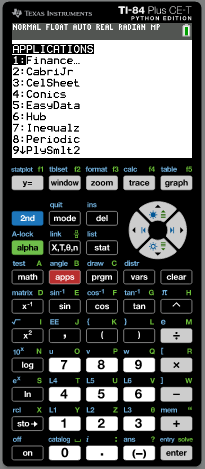 TEXAS INSTRUMENTS TI-84 Plus CE-T
PYTHON EDITION
NORMAL FLOAT AUTO REAL RADIAN MP
APPLICATIONS
1:Finance…
2:CabriJr
3:CelSheet
4:Conics
5:EasyData
6:Hub
7:Inequalz
8:Periodic
9↓PlySmlt2
statplot f1 tblset f2 format f3 calc f4 table f5
y= window zoom trace graph
quit ins
2nd mode del
A-lock link list
alpha X,T,θ,n stat
test A angle B draw C distr
math apps prgm vars clear
matrix D sin⁻¹ E cos⁻¹ F tan⁻¹ G π H
x⁻¹ sin cos tan ^
√ I EE J { K } L e M
x² , ( ) ÷
10ˣ N u O v P w Q [ R
log 7 8 9 ×
eˣ S L4 T L5 U L6 V ] W
ln 4 5 6 −
rcl X L1 Y L2 Z L3 θ mem "
sto→ 1 2 3 +
off catalog ⎵ i : ans ? entry solve
on 0 . (−) enter